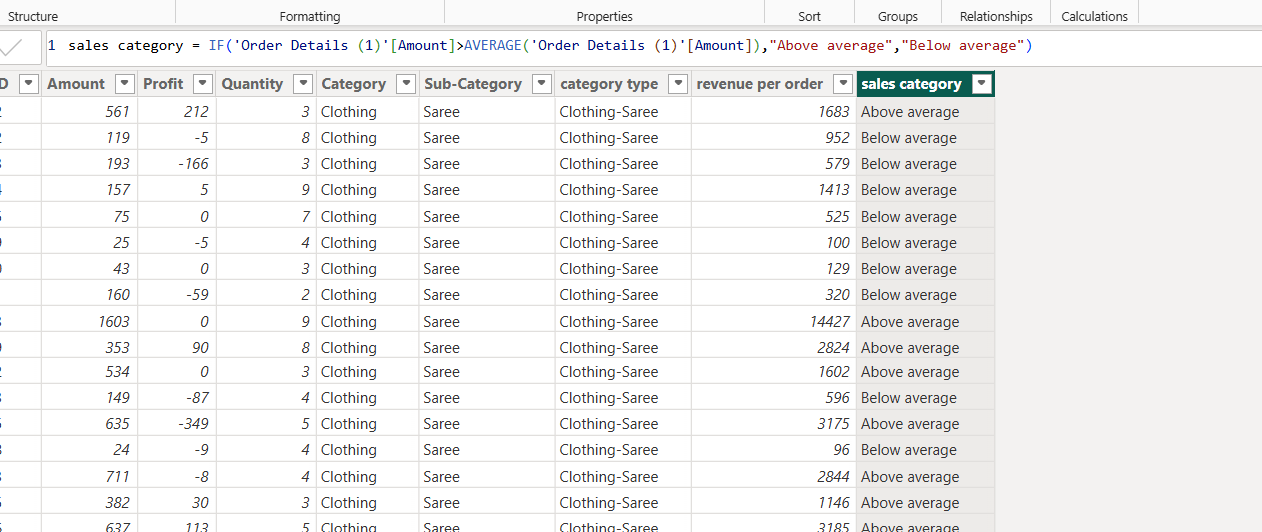 Structure Formatting Properties Sort Groups Relationships Calculations
1 sales category = IF('Order Details (1)'[Amount]>AVERAGE('Order Details (1)'[Amount]),"Above average","Below average")
D Amount Profit Quantity Category Sub-Category category type revenue per order sales category
561 212 3 Clothing Saree Clothing-Saree 1683 Above average
119 -5 8 Clothing Saree Clothing-Saree 952 Below average
193 -166 3 Clothing Saree Clothing-Saree 579 Below average
157 5 9 Clothing Saree Clothing-Saree 1413 Below average
75 0 7 Clothing Saree Clothing-Saree 525 Below average
25 -5 4 Clothing Saree Clothing-Saree 100 Below average
43 0 3 Clothing Saree Clothing-Saree 129 Below average
160 -59 2 Clothing Saree Clothing-Saree 320 Below average
1603 0 9 Clothing Saree Clothing-Saree 14427 Above average
353 90 8 Clothing Saree Clothing-Saree 2824 Above average
534 0 3 Clothing Saree Clothing-Saree 1602 Above average
149 -87 4 Clothing Saree Clothing-Saree 596 Below average
635 -349 5 Clothing Saree Clothing-Saree 3175 Above average
24 -9 4 Clothing Saree Clothing-Saree 96 Below average
711 -8 4 Clothing Saree Clothing-Saree 2844 Above average
382 30 3 Clothing Saree Clothing-Saree 1146 Above average
637 113 5 Clothing Saree Clothing-Saree 3185 Above average